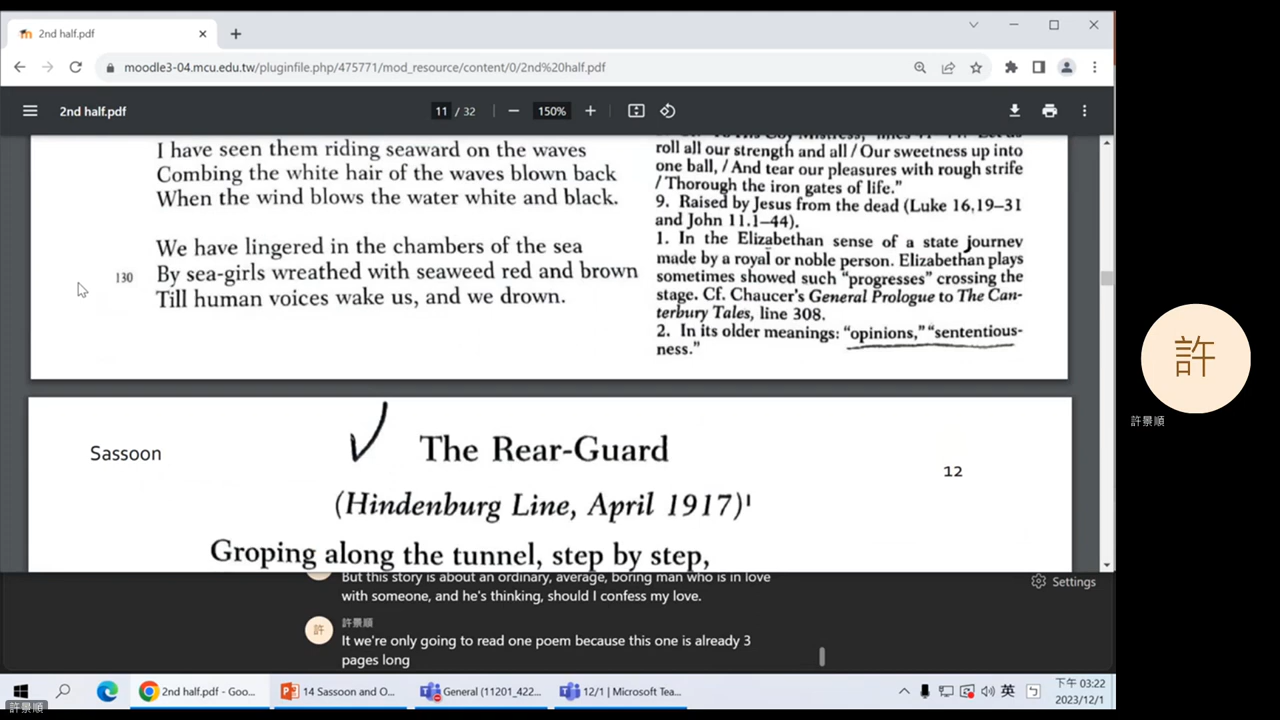 2nd half.pdf
moodle3-04.mcu.edu.tw/pluginfile.php/475771/mod_resource/content/0/2nd%20half.pdf
2nd half.pdf
11 / 32
150%
I have seen them riding seaward on the waves
Combing the white hair of the waves blown back
When the wind blows the water white and black.
We have lingered in the chambers of the sea
130 By sea-girls wreathed with seaweed red and brown
Till human voices wake us, and we drown.
roll all our strength and all / Our sweetness up into
one ball, / And tear our pleasures with rough strife
/ Thorough the iron gates of life."
9. Raised by Jesus from the dead (Luke 16.19–31
and John 11.1–44).
1. In the Elizabethan sense of a state journey
made by a royal or noble person. Elizabethan plays
sometimes showed such "progresses" crossing the
stage. Cf. Chaucer's General Prologue to The Can-
terbury Tales, line 308.
2. In its older meanings: "opinions," "sententious-
ness."
Sassoon
The Rear-Guard
12
(Hindenburg Line, April 1917)¹
Groping along the tunnel, step by step,
But this story is about an ordinary, average, boring man who is in love
with someone, and he's thinking, should I confess my love.
許
許景順
It we're only going to read one poem because this one is already 3
pages long
Settings
許
許景順
2nd half.pdf - Goo...
14 Sassoon and O...
General (11201_422...
12/1 | Microsoft Tea...
英
下午 03:22
2023/12/1
許景順